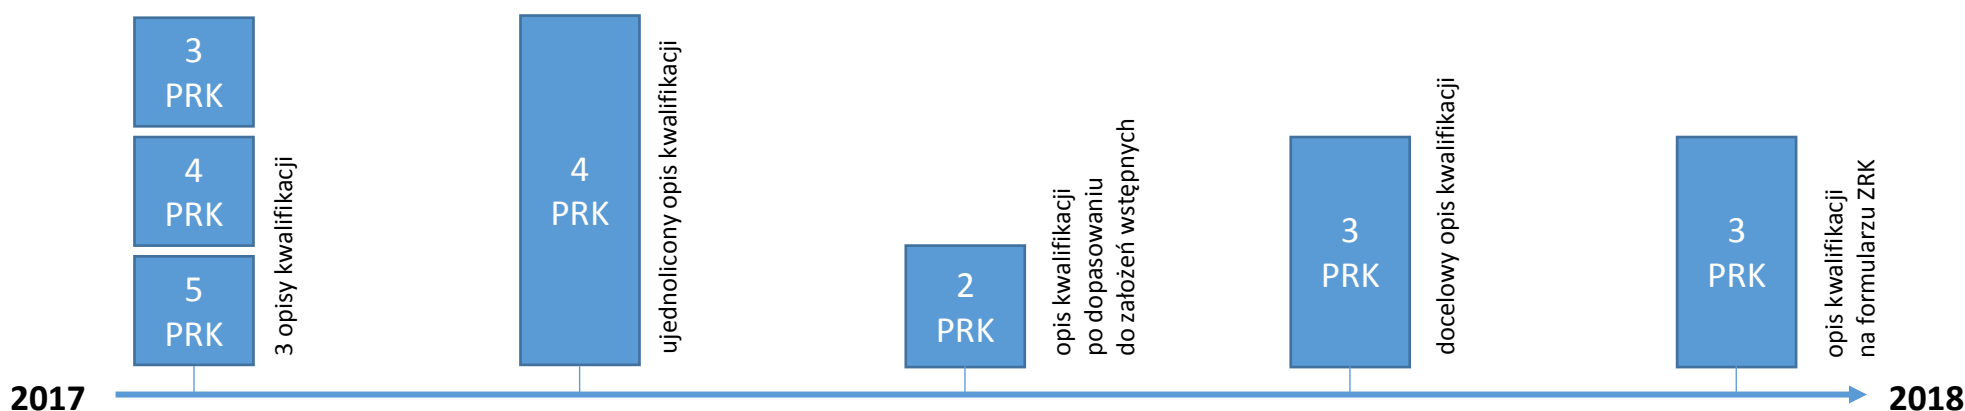 3
PRK
4
PRK
5
PRK
3 opisy kwalifikacji
4
PRK
ujednolicony opis kwalifikacji
2
PRK
opis kwalifikacji
po dopasowaniu
do założeń wstępnych
3
PRK
docelowy opis kwalifikacji
3
PRK
opis kwalifikacji
na formularzu ZRK
2017
2018